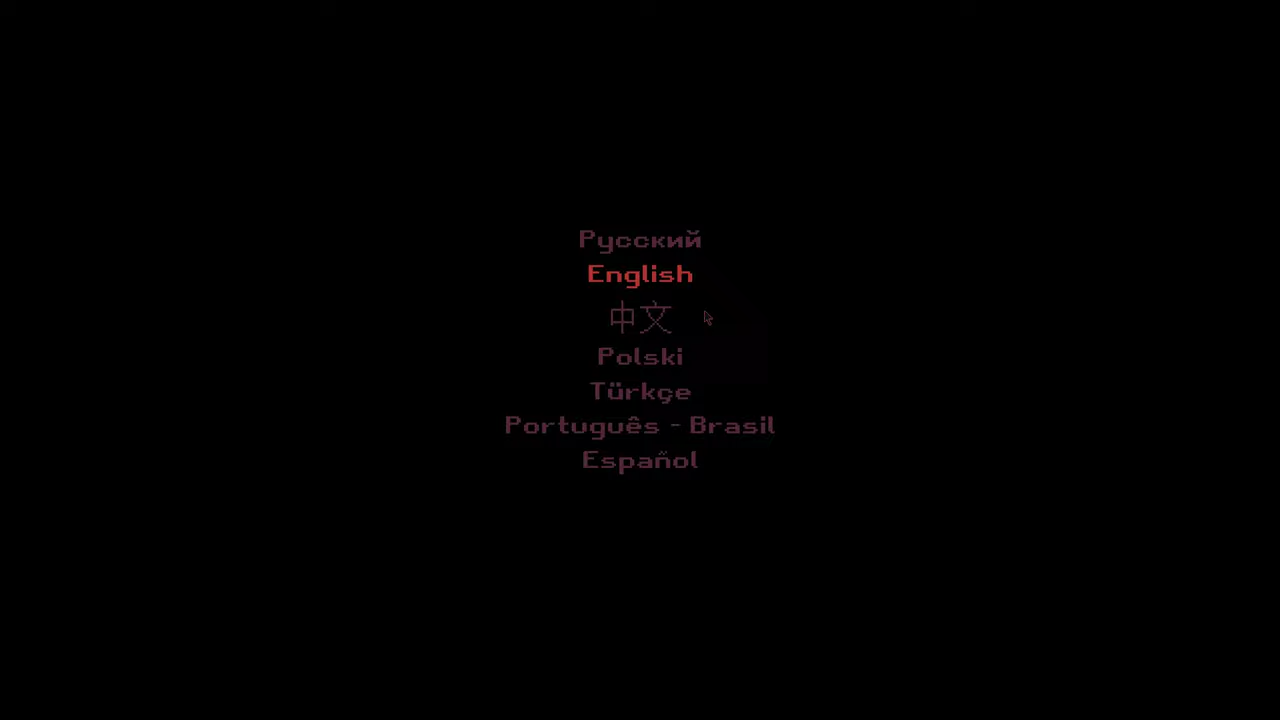 Русский
English
中文
Polski
Türkçe
Português - Brasil
Español